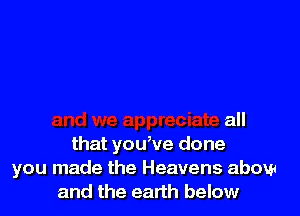 and we appreciate all
that you've done
you made the Heavens abow
and the earth below